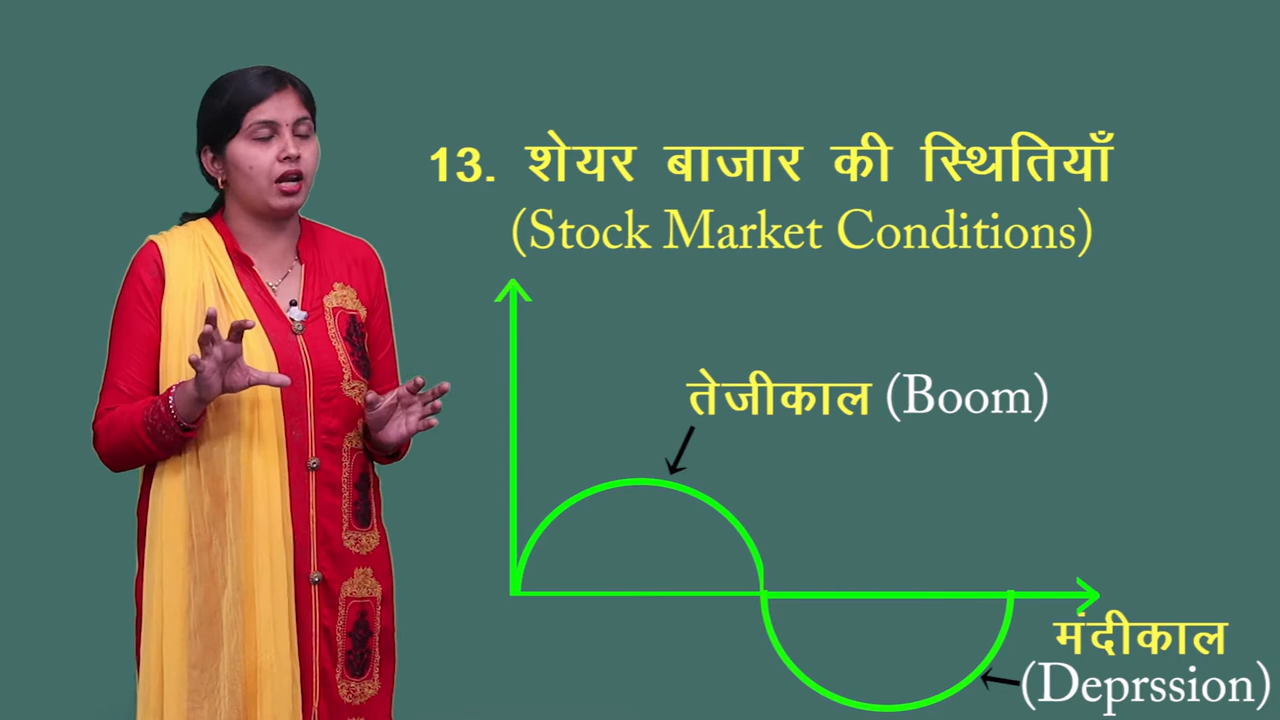 13. शेयर बाजार की स्थितियाँ
(Stock Market Conditions)
तेजीकाल (Boom)
मंदीकाल
(Deprssion)